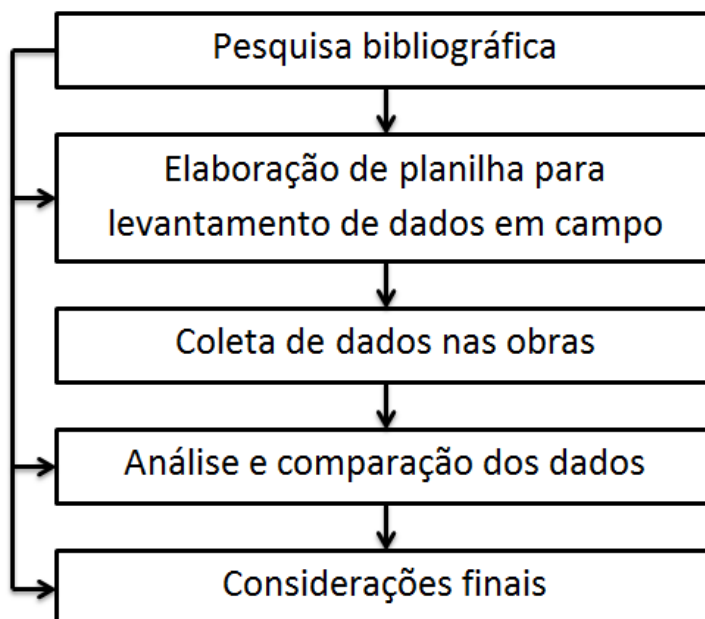 Pesquisa bibliográfica
Elaboração de planilha para
levantamento de dados em campo
Coleta de dados nas obras
Análise e comparação dos dados
Considerações finais